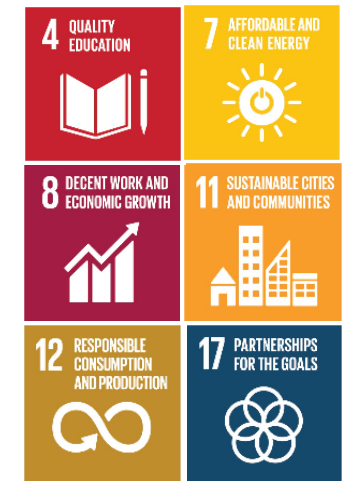 4 QUALITY
EDUCATION
7 AFFORDABLE AND
CLEAN ENERGY
8 DECENT WORK AND
ECONOMIC GROWTH
11 SUSTAINABLE CITIES
AND COMMUNITIES
12 RESPONSIBLE
CONSUMPTION
AND PRODUCTION
17 PARTNERSHIPS
FOR THE GOALS